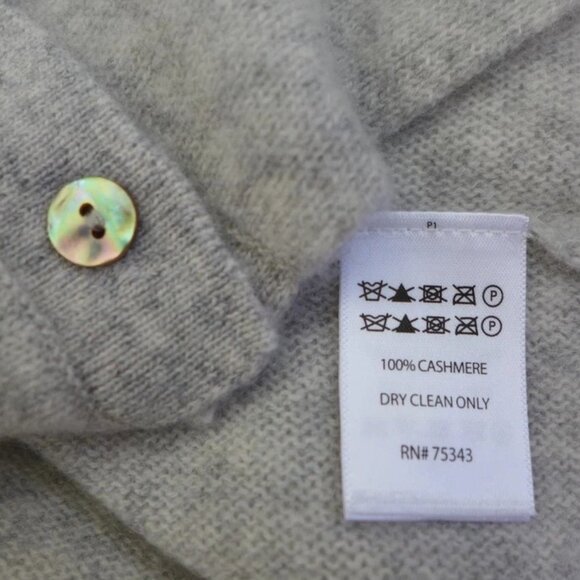 P1
P
P
100% CASHMERE
DRY CLEAN ONLY
RN# 75343